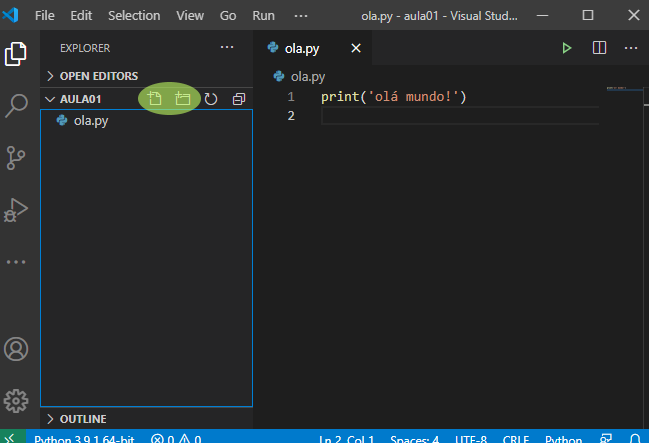 File Edit Selection View Go Run ··· ola.py - aula01 - Visual Stud...
EXPLORER ···
OPEN EDITORS
AULA01
ola.py
OUTLINE
ola.py
ola.py
1 print('olá mundo!')
2
Python 3.9.1 64-bit 0 0 Ln 2, Col 1 Spaces: 4 UTF-8 CRLF Python